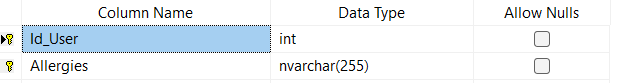 Column Name Data Type Allow Nulls
Id_User int
Allergies nvarchar(255)